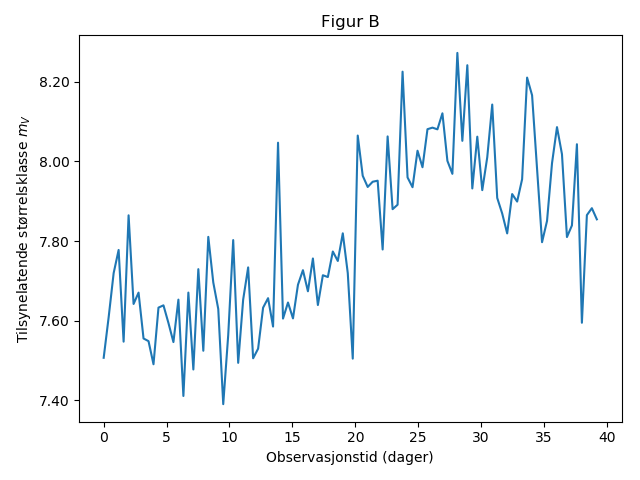 Figur B
Tilsynelatende størrelsklasse m_V
8.20
8.00
7.80
7.60
7.40
0 5 10 15 20 25 30 35 40
Observasjonstid (dager)